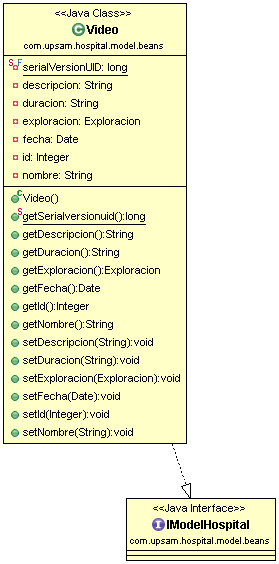 <<Java Class>>
Video
com.upsam.hospital.model.beans
serialVersionUID: long
descripcion: String
duracion: String
exploracion: Exploracion
fecha: Date
id: Integer
nombre: String
Video()
getSerialversionuid():long
getDescripcion():String
getDuracion():String
getExploracion():Exploracion
getFecha():Date
getId():Integer
getNombre():String
setDescripcion(String):void
setDuracion(String):void
setExploracion(Exploracion):void
setFecha(Date):void
setId(Integer):void
setNombre(String):void
<<Java Interface>>
IModelHospital
com.upsam.hospital.model.beans